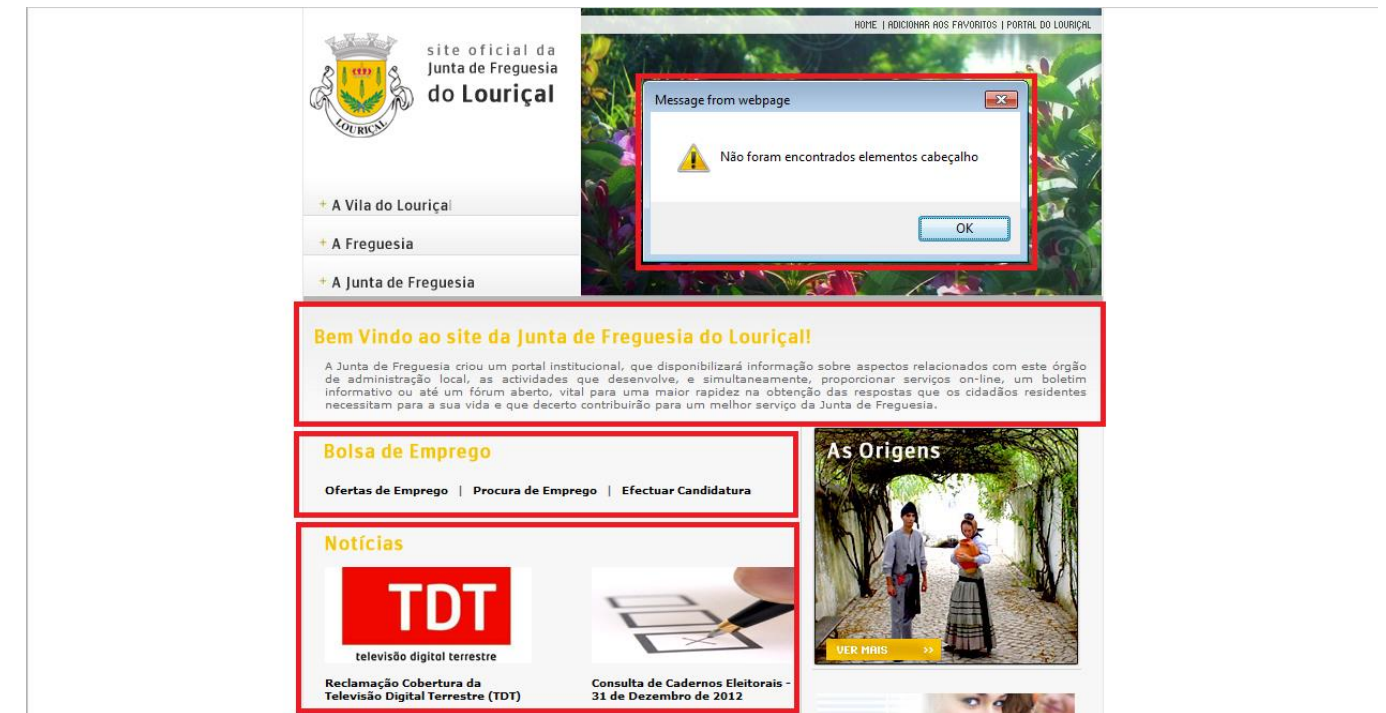 HOME | ADICIONAR AOS FAVORITOS | PORTAL DO LOURIÇAL
site oficial da
Junta de Freguesia
do Louriçal
LOURIÇAL
Message from webpage
Não foram encontrados elementos cabeçalho
OK
+ A Vila do Louriçal
+ A Freguesia
+ A Junta de Freguesia
Bem Vindo ao site da Junta de Freguesia do Louriçal!
A Junta de Freguesia criou um portal institucional, que disponibilizará informação sobre aspectos relacionados com este órgão
de administração local, as actividades que desenvolve, e simultaneamente, proporcionar serviços on-line, um boletim
informativo ou até um fórum aberto, vital para uma maior rapidez na obtenção das respostas que os cidadãos residentes
necessitam para a sua vida e que decerto contribuirão para um melhor serviço da Junta de Freguesia.
Bolsa de Emprego
Ofertas de Emprego | Procura de Emprego | Efectuar Candidatura
As Origens
VER MAIS >>
Notícias
TDT
televisão digital terrestre
Reclamação Cobertura da
Televisão Digital Terrestre (TDT)
Consulta de Cadernos Eleitorais -
31 de Dezembro de 2012